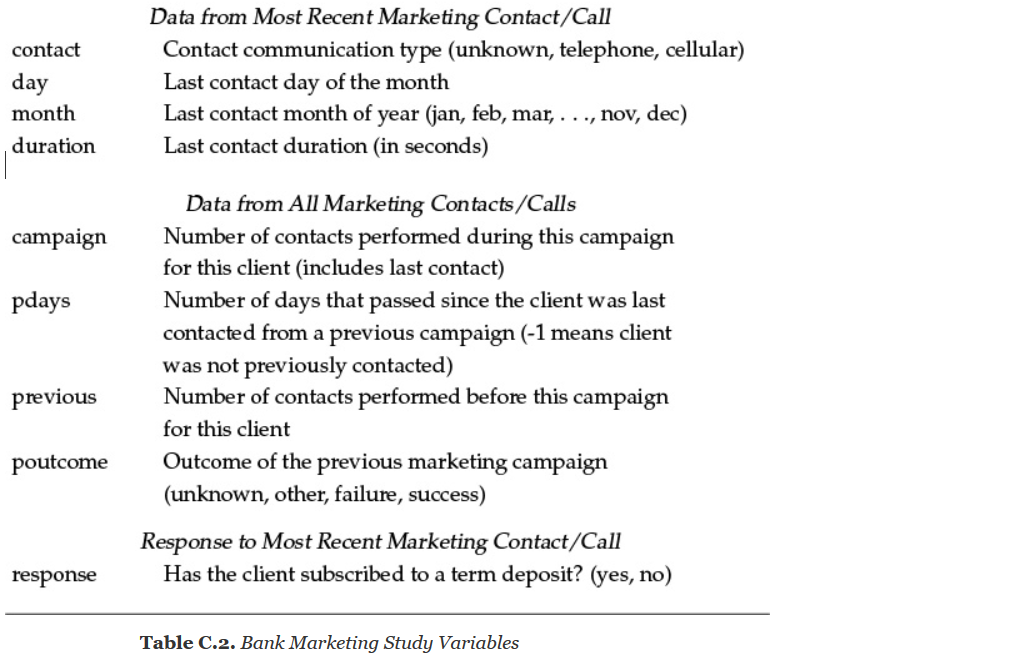 Data from Most Recent Marketing Contact/Call
contact Contact communication type (unknown, telephone, cellular)
day Last contact day of the month
month Last contact month of year (jan, feb, mar, . . ., nov, dec)
duration Last contact duration (in seconds)
Data from All Marketing Contacts/Calls
campaign Number of contacts performed during this campaign
for this client (includes last contact)
pdays Number of days that passed since the client was last
contacted from a previous campaign (-1 means client
was not previously contacted)
previous Number of contacts performed before this campaign
for this client
poutcome Outcome of the previous marketing campaign
(unknown, other, failure, success)
Response to Most Recent Marketing Contact/Call
response Has the client subscribed to a term deposit? (yes, no)
Table C.2. Bank Marketing Study Variables